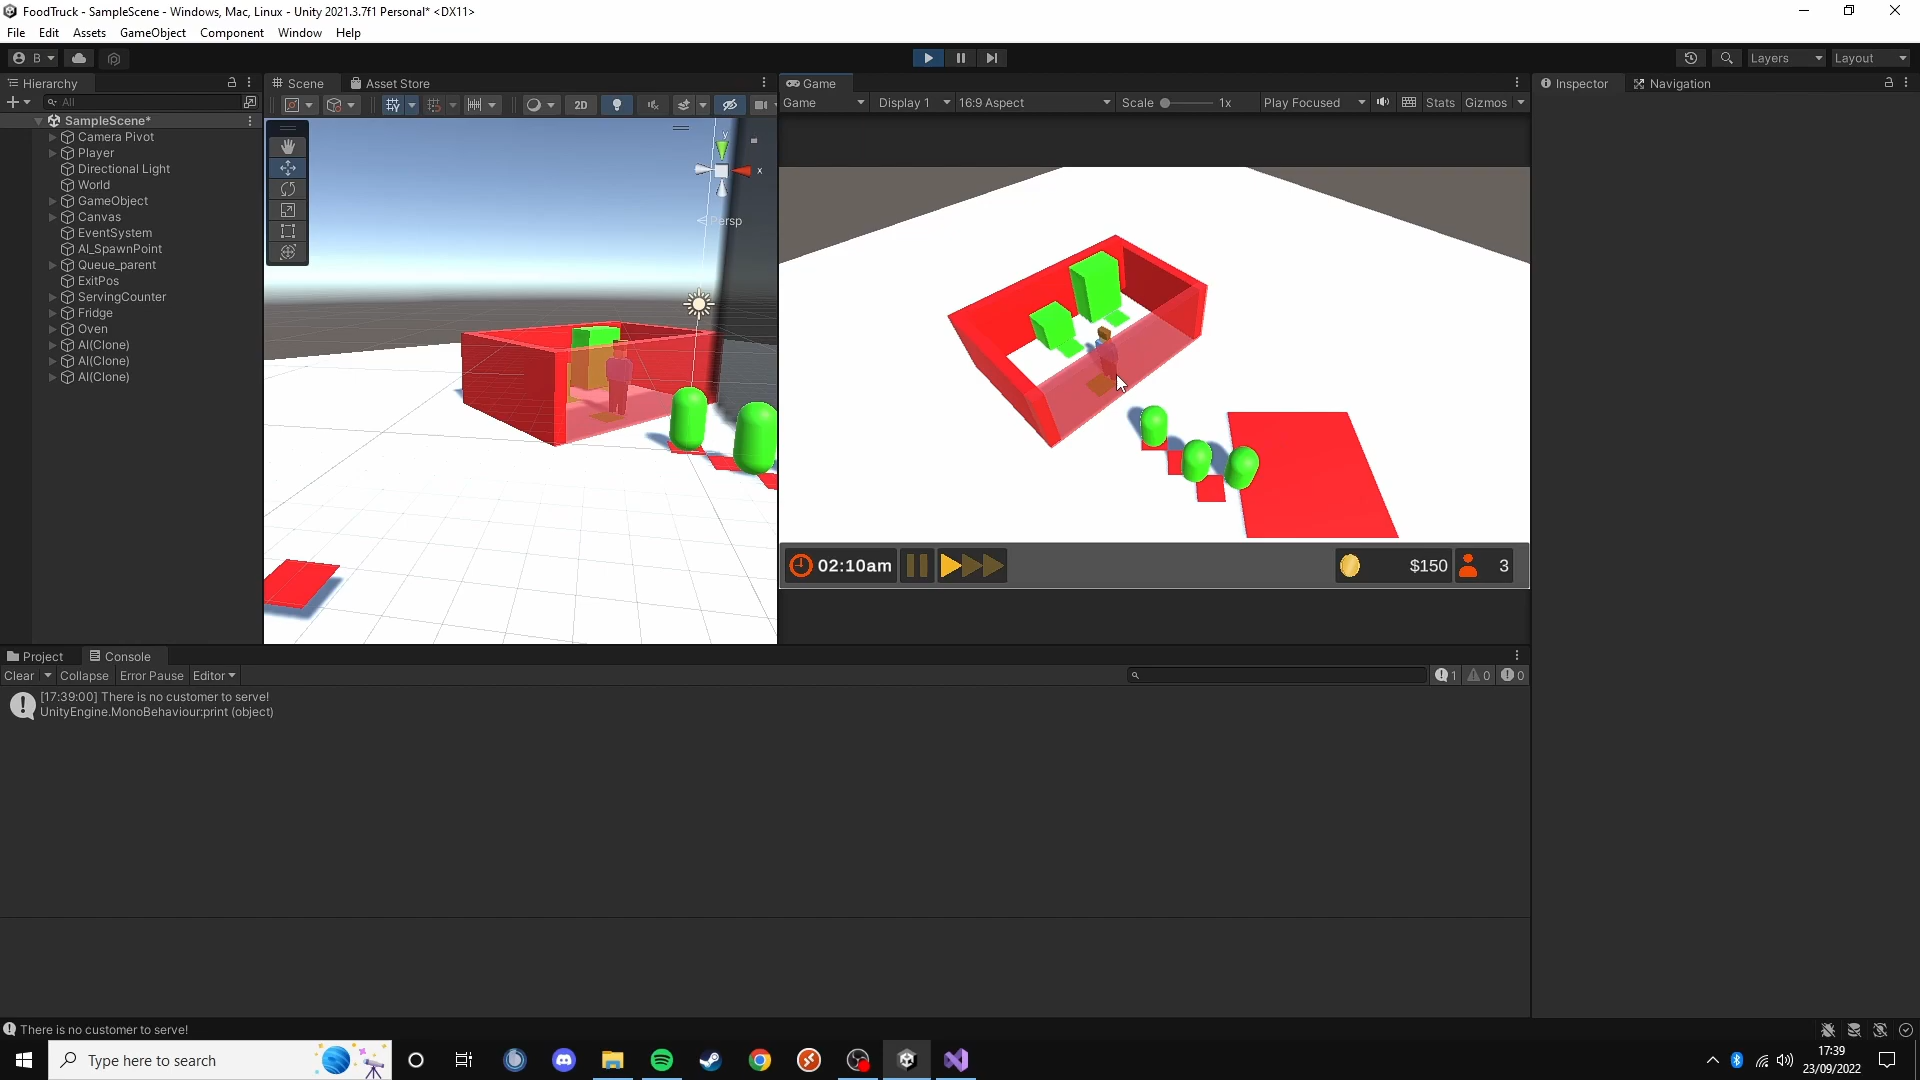 FoodTruck - SampleScene - Windows, Mac, Linux - Unity 2021.3.7f1 Personal* <DX11>
File Edit Assets GameObject Component Window Help
B
Layers
Layout
Hierarchy
Scene
Asset Store
Game
Inspector
Navigation
All
2D
Game
Display 1
16:9 Aspect
Scale
1x
Play Focused
Stats
Gizmos
SampleScene*
Camera Pivot
Player
Directional Light
World
GameObject
Canvas
EventSystem
AI_SpawnPoint
Queue_parent
ExitPos
ServingCounter
Fridge
Oven
AI(Clone)
AI(Clone)
AI(Clone)
y
x
Persp
02:10am
$150
3
Project
Console
Clear
Collapse
Error Pause
Editor
1
0
0
[17:39:00] There is no customer to serve!
UnityEngine.MonoBehaviour:print (object)
There is no customer to serve!
Type here to search
17:39
23/09/2022